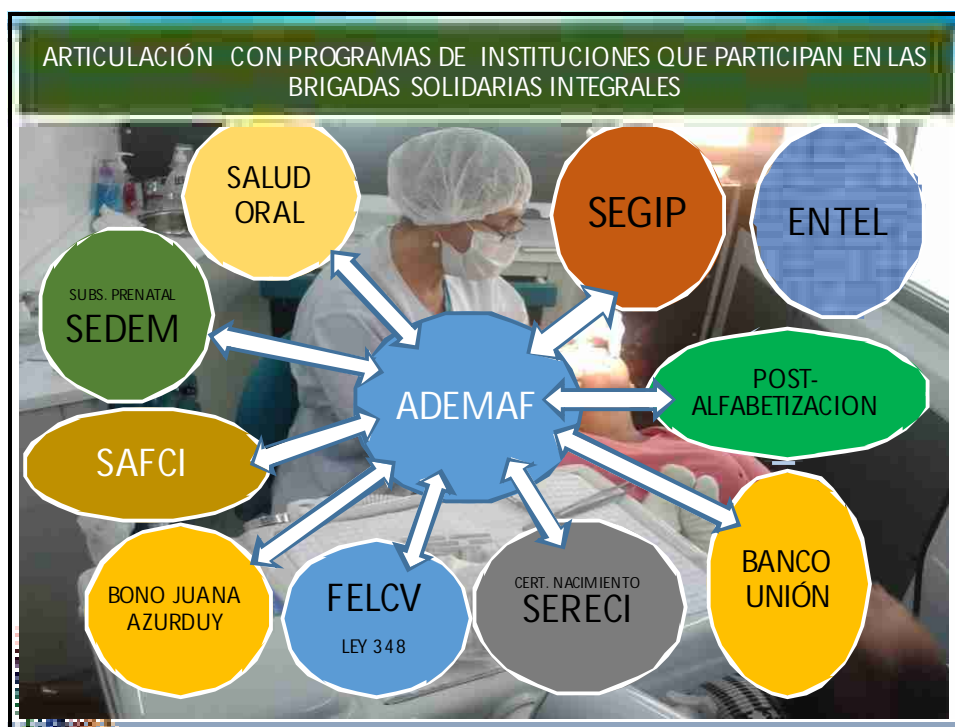 ARTICULACIÓN CON PROGRAMAS DE INSTITUCIONES QUE PARTICIPAN EN LAS
BRIGADAS SOLIDARIAS INTEGRALES
SALUD
ORAL
SEGIP
ENTEL
SUBS. PRENATAL
SEDEM
ADEMAF
POST-
ALFABETIZACION
SAFCI
BONO JUANA
AZURDUY
FELCV
LEY 348
CERT. NACIMIENTO
SERECI
BANCO
UNIÓN